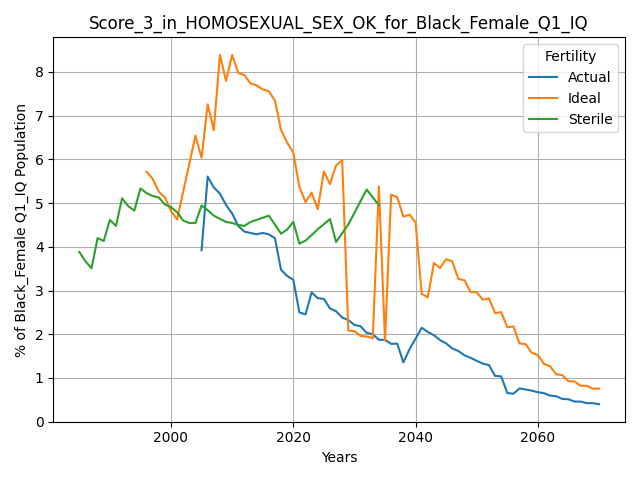 Score_3_in_HOMOSEXUAL_SEX_OK_for_Black_Female_Q1_IQ
Fertility
Actual
Ideal
Sterile
% of Black_Female Q1_IQ Population
8
7
6
5
4
3
2
1
0
2000 2020 2040 2060
Years